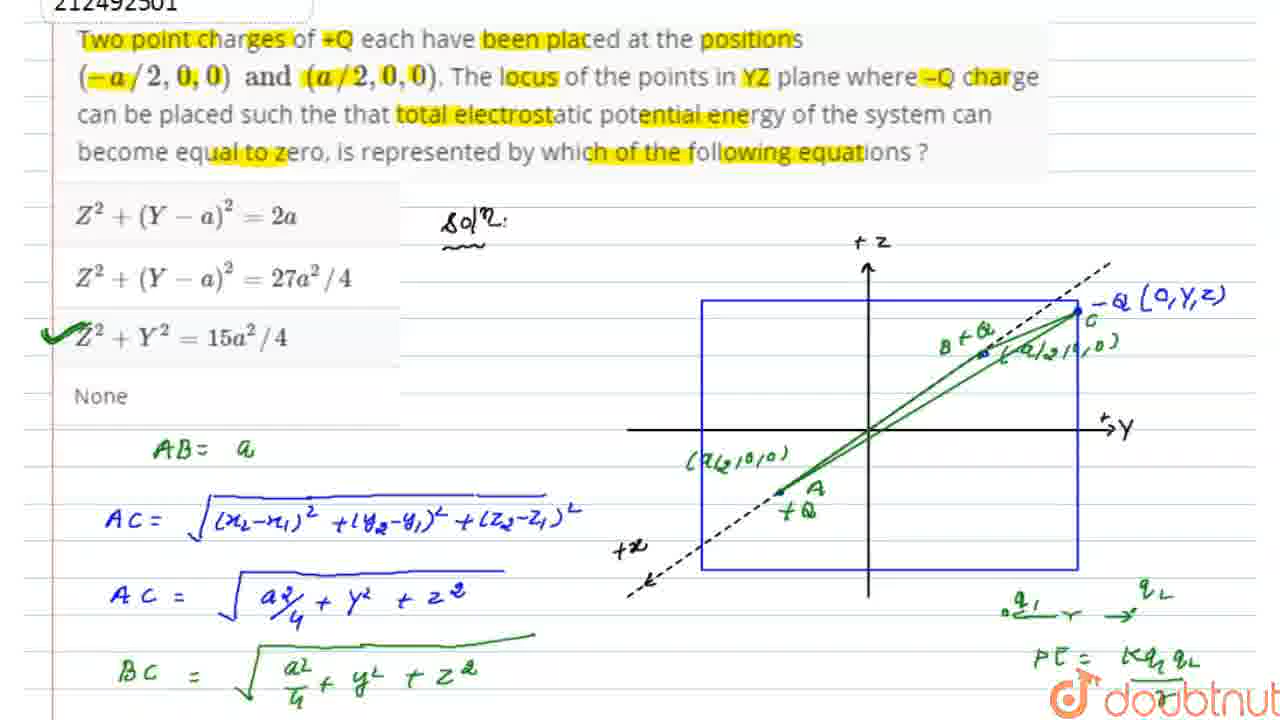 212492501
Two point charges of +Q each have been placed at the positions
(−a/2, 0, 0) and (a/2, 0, 0). The locus of the points in YZ plane where –Q charge
can be placed such the that total electrostatic potential energy of the system can
become equal to zero, is represented by which of the following equations ?
Z² + (Y − a)² = 2a
Z² + (Y − a)² = 27a²/4
Z² + Y² = 15a²/4
None
Soln:
+z
-Q (0,Y,Z)
C
B +Q
(-a/2,0,0)
+Y
(a/2,0,0)
A
+Q
+x
AB = a
AC = √(x₂-x₁)² + (y₂-y₁)² + (z₂-z₁)²
AC = √a²/4 + Y² + z²
BC = √a²/4 + y² + z²
q₁ r q₂
PE = Kq₁q₂/r
doubtnut